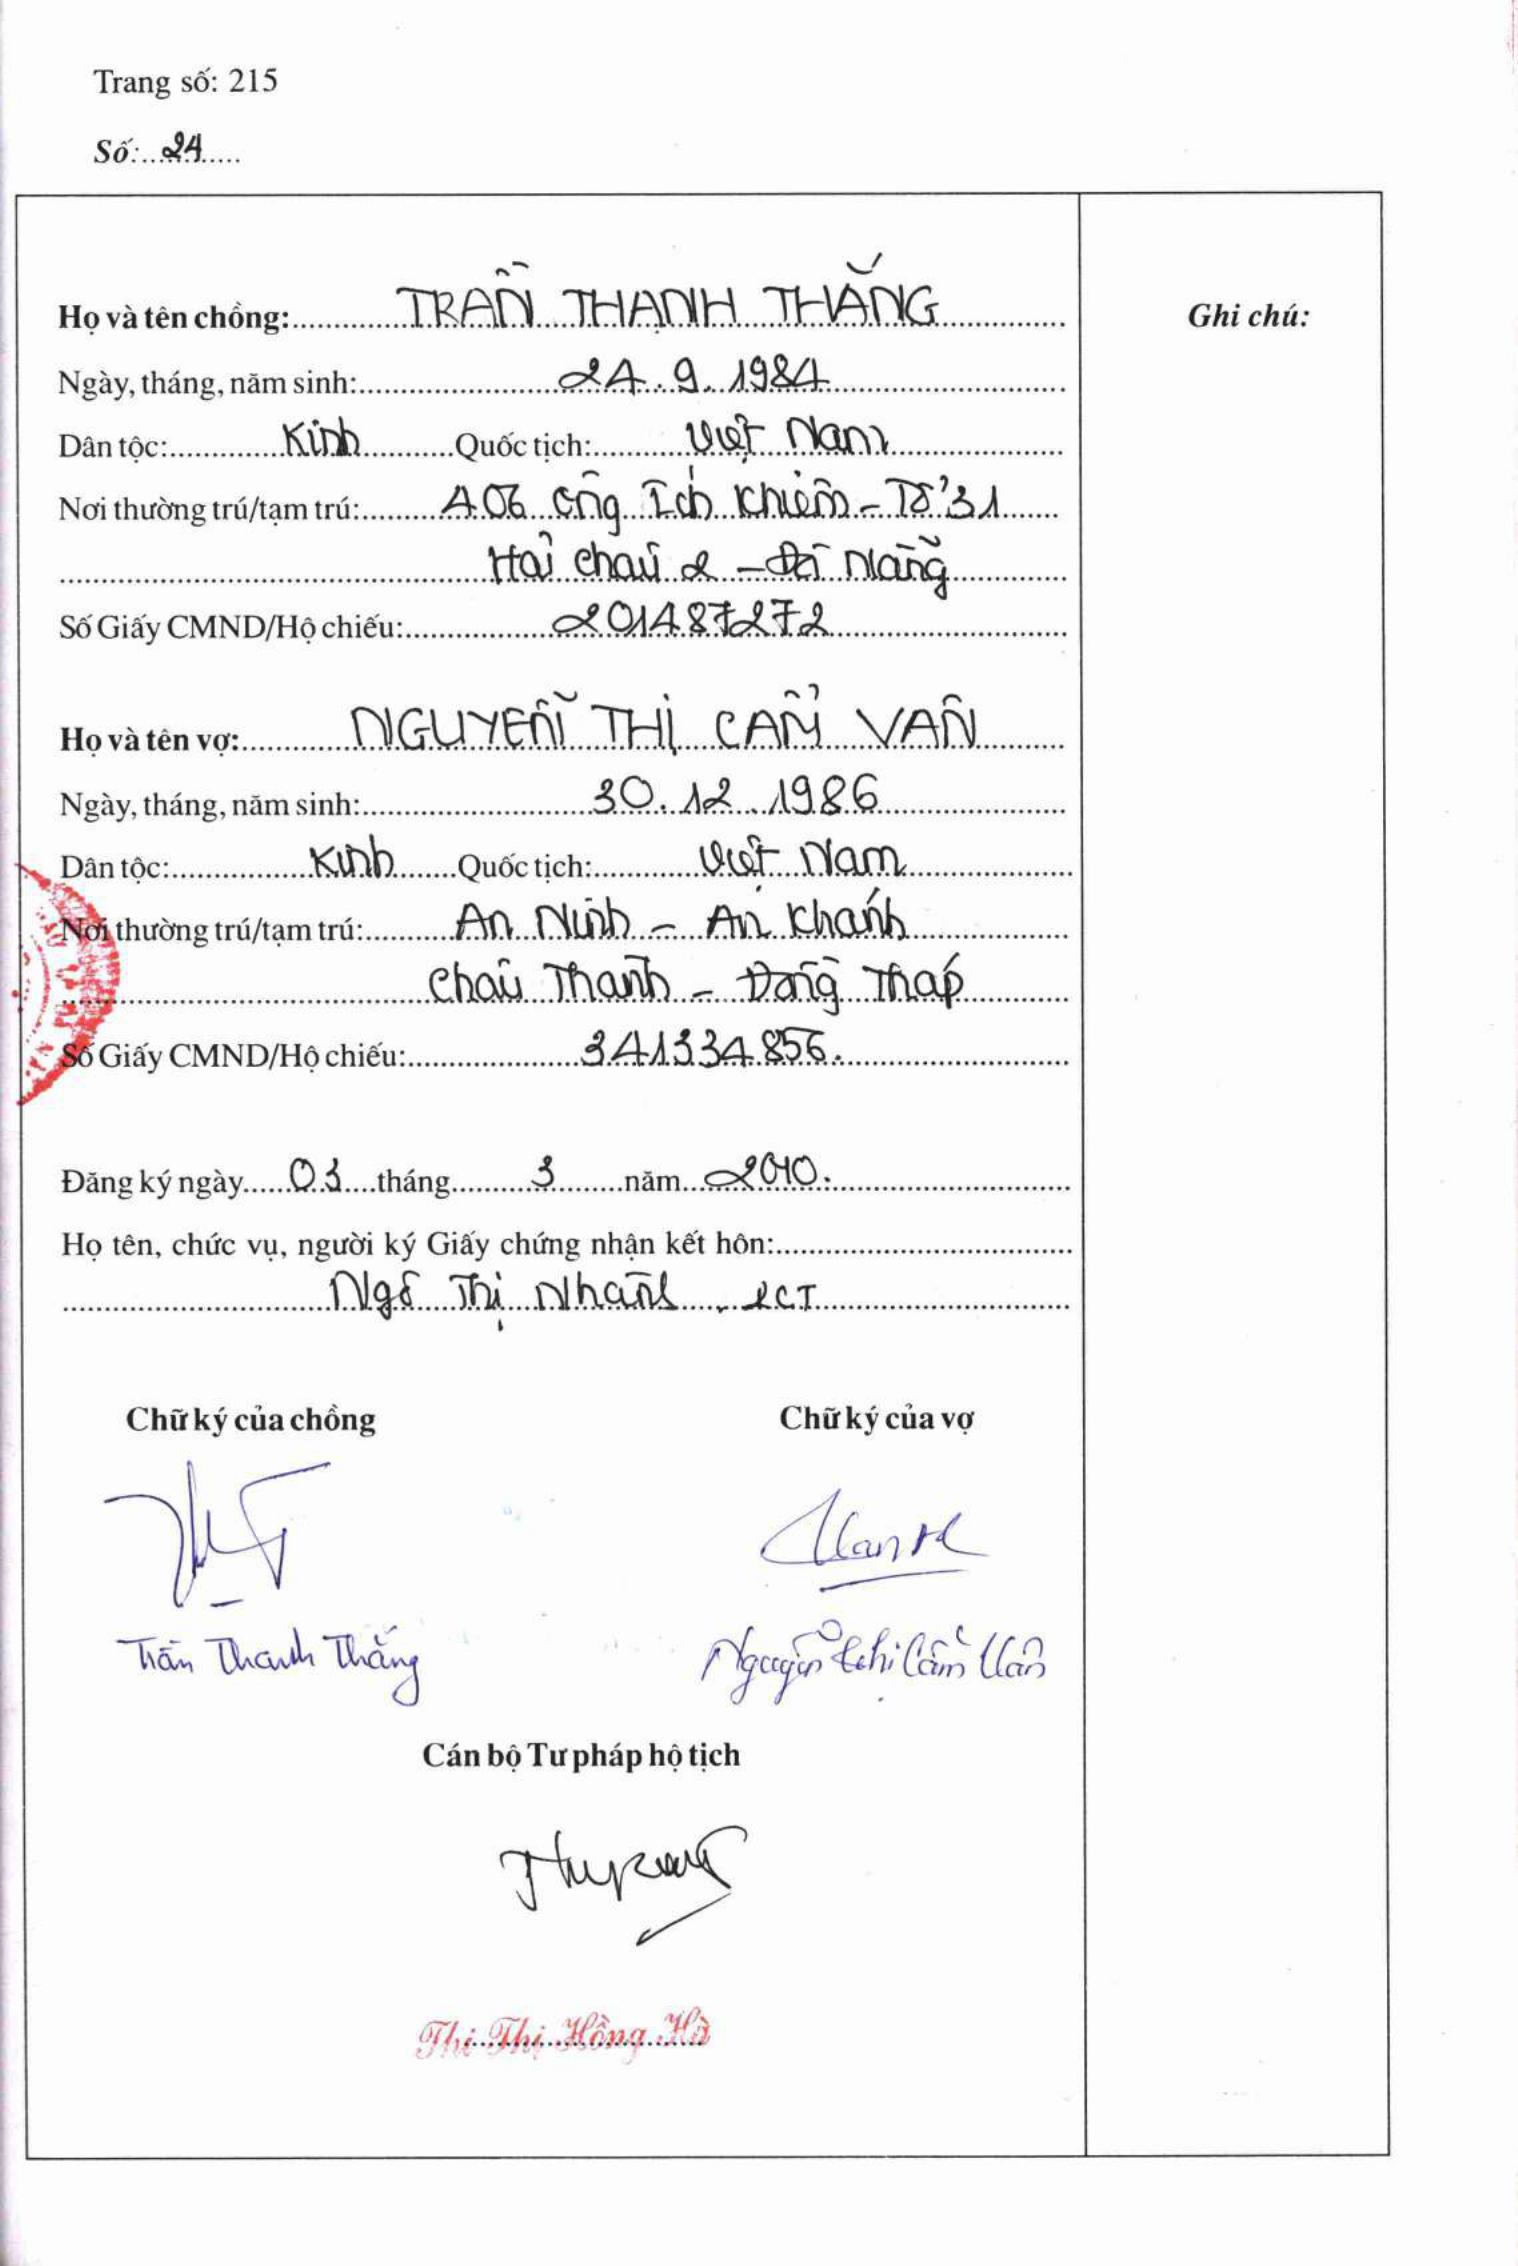 Trang số: 215
Số: 24
Họ và tên chồng: TRẦN THANH THẮNG
Ghi chú:
Ngày, tháng, năm sinh: 24.9.1984
Dân tộc: Kinh Quốc tịch: Việt Nam
Nơi thường trú/tạm trú: 406 Ông Ích Khiêm - Tổ 31
Hải Châu 2 - Đà Nẵng
Số Giấy CMND/Hộ chiếu: 201487272
Họ và tên vợ: NGUYỄN THỊ CẨM VÂN
Ngày, tháng, năm sinh: 30.12.1986
Dân tộc: Kinh Quốc tịch: Việt Nam
Nơi thường trú/tạm trú: An Ninh - An Khánh
Châu Thành - Đồng Tháp
Số Giấy CMND/Hộ chiếu: 341334856.
Đăng ký ngày 03 tháng 3 năm 2010.
Họ tên, chức vụ, người ký Giấy chứng nhận kết hôn:
Ngô Thị Nhàn
Chữ ký của chồng Chữ ký của vợ
Trần Thanh Thắng Nguyễn Thị Cẩm Vân
Cán bộ Tư pháp hộ tịch
Thi Thị Hồng Hà